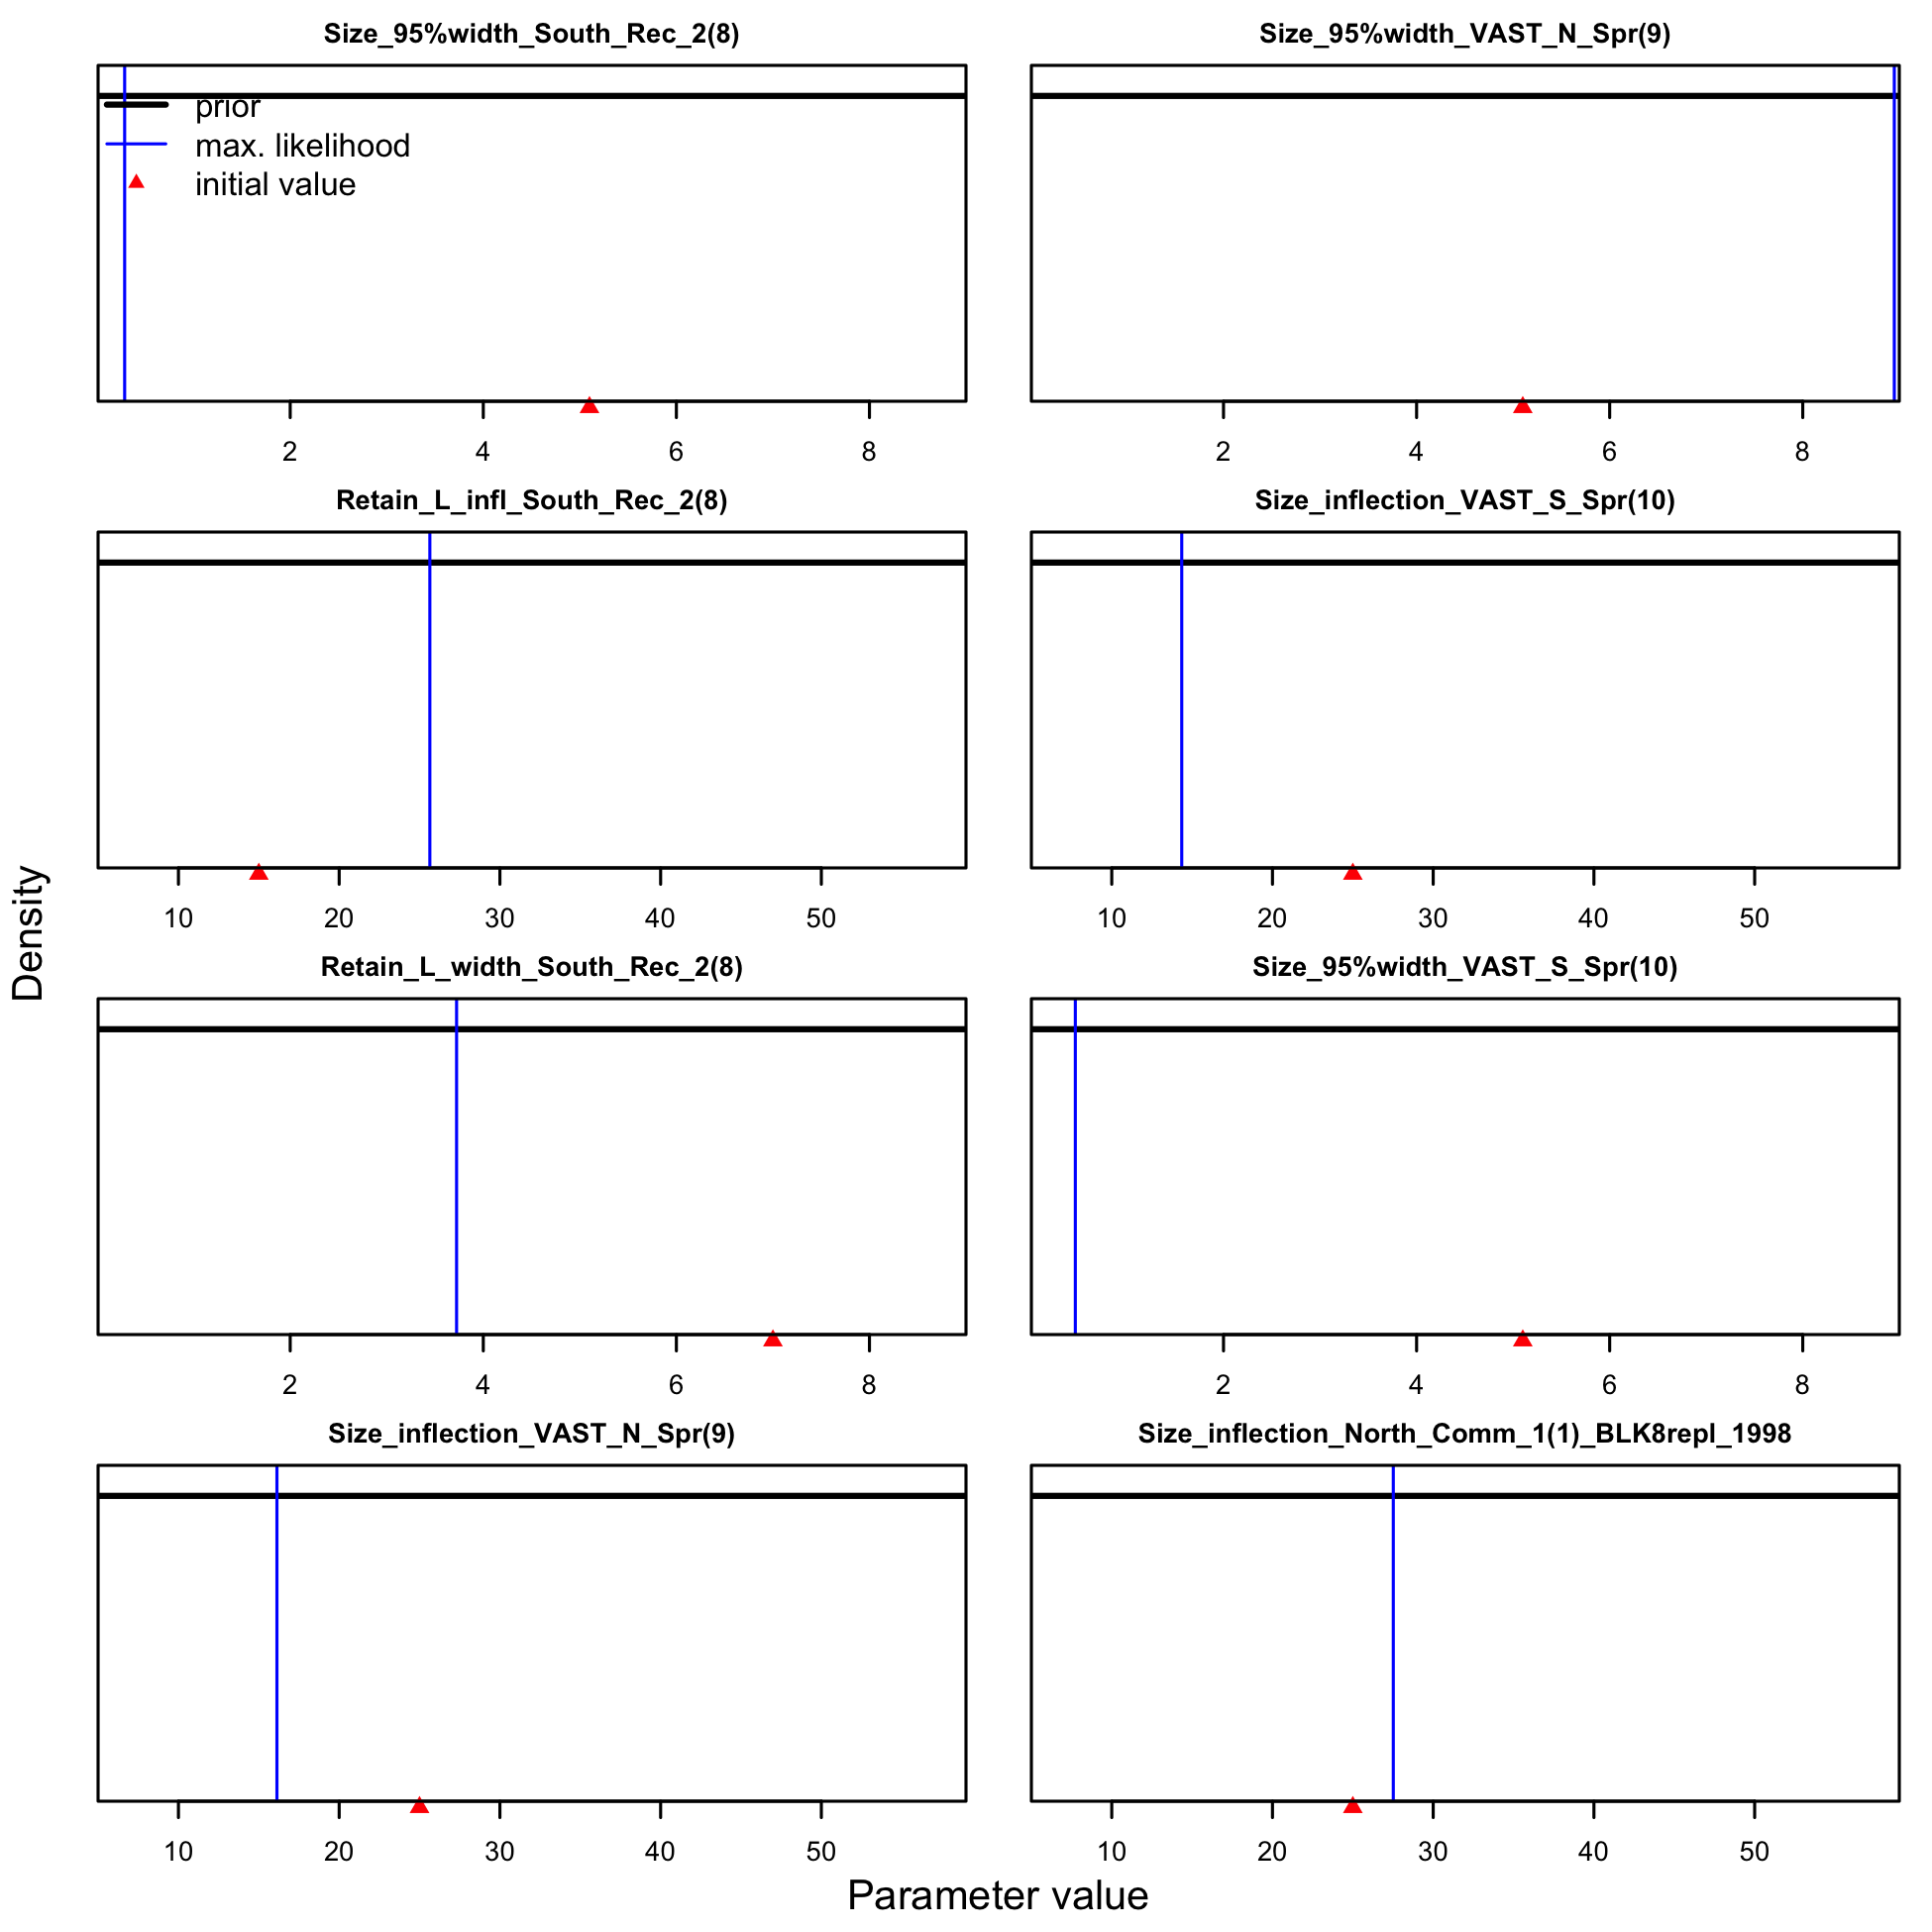 Size_95%width_South_Rec_2(8)
prior
max. likelihood
initial value
2 4 6 8
Size_95%width_VAST_N_Spr(9)
2 4 6 8
Retain_L_infl_South_Rec_2(8)
10 20 30 40 50
Size_inflection_VAST_S_Spr(10)
10 20 30 40 50
Retain_L_width_South_Rec_2(8)
2 4 6 8
Size_95%width_VAST_S_Spr(10)
2 4 6 8
Size_inflection_VAST_N_Spr(9)
10 20 30 40 50
Size_inflection_North_Comm_1(1)_BLK8repl_1998
10 20 30 40 50
Density
Parameter value